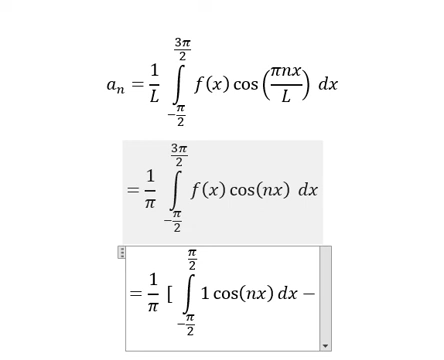 aₙ = 1/L ∫_{-π/2}^{3π/2} f(x) cos(πnx/L) dx
= 1/π ∫_{-π/2}^{3π/2} f(x) cos(nx) dx
= 1/π [ ∫_{-π/2}^{π/2} 1 cos(nx) dx −